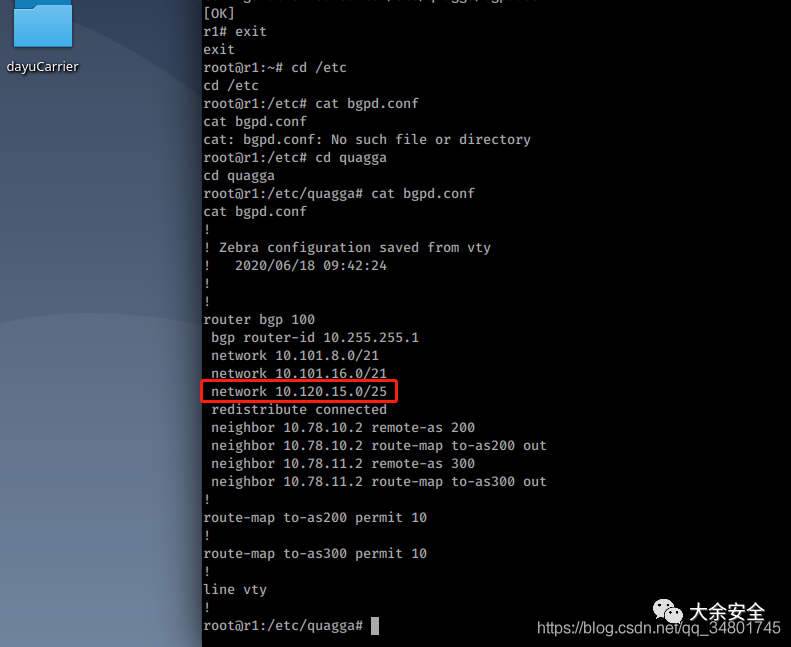 [OK]
r1# exit
exit
root@r1:~# cd /etc
cd /etc
root@r1:/etc# cat bgpd.conf
cat bgpd.conf
cat: bgpd.conf: No such file or directory
root@r1:/etc# cd quagga
cd quagga
root@r1:/etc/quagga# cat bgpd.conf
cat bgpd.conf
!
! Zebra configuration saved from vty
!   2020/06/18 09:42:24
!
!
router bgp 100
 bgp router-id 10.255.255.1
 network 10.101.8.0/21
 network 10.101.16.0/21
 network 10.120.15.0/25
 redistribute connected
 neighbor 10.78.10.2 remote-as 200
 neighbor 10.78.10.2 route-map to-as200 out
 neighbor 10.78.11.2 remote-as 300
 neighbor 10.78.11.2 route-map to-as300 out
!
route-map to-as200 permit 10
!
route-map to-as300 permit 10
!
line vty
!
root@r1:/etc/quagga#
dayuCarrier
大余安全
https://blog.csdn.net/qq_34801745